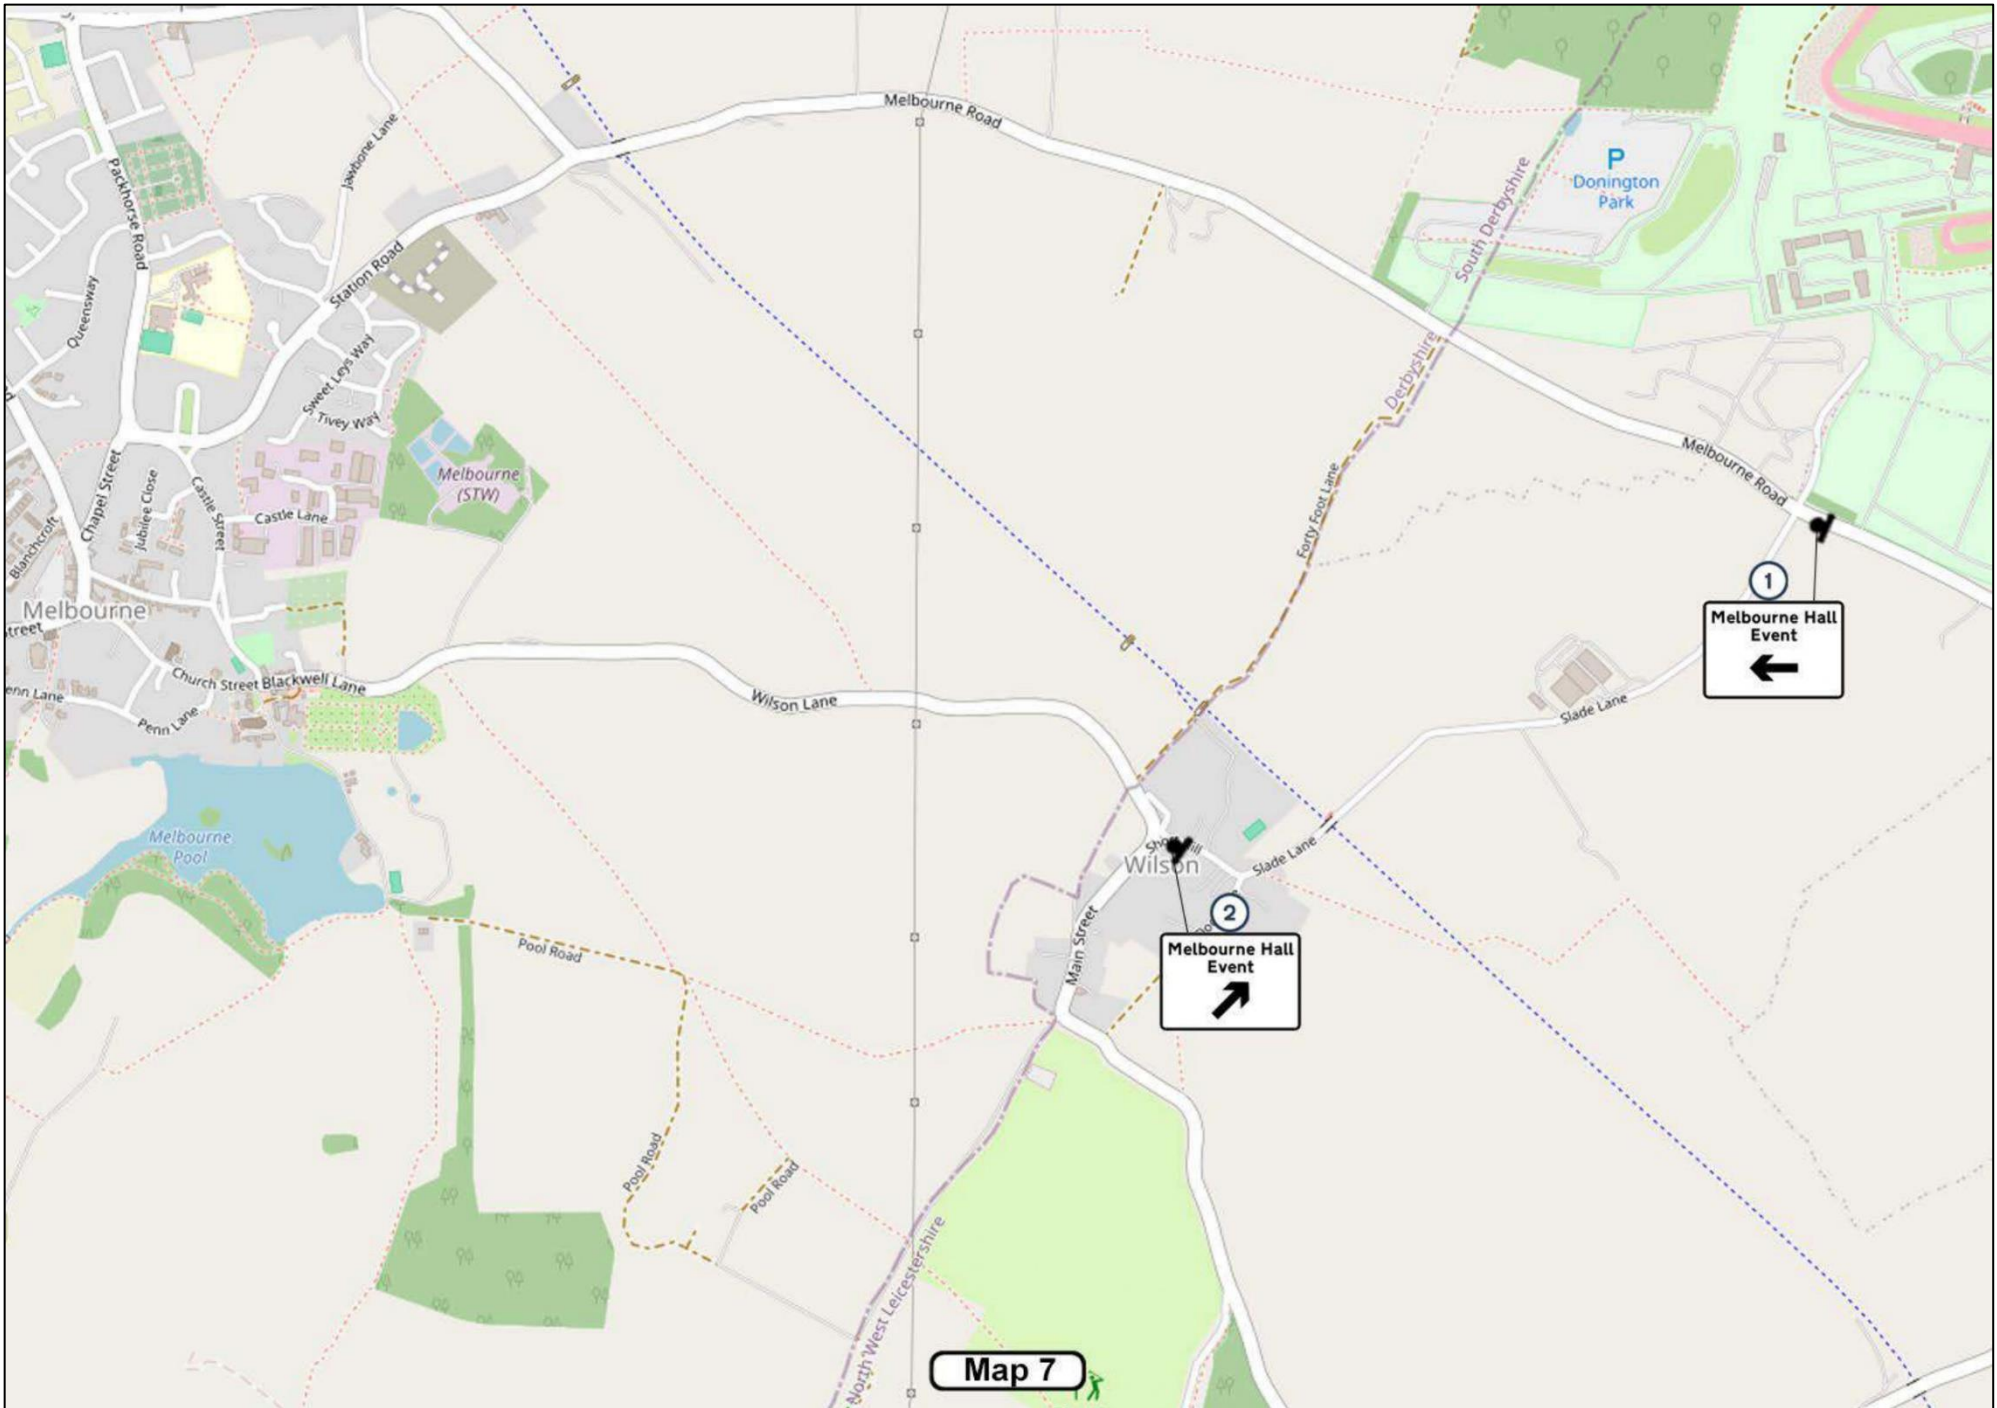 Melbourne Road
Jawbone Lane
Packhorse Road
P
Donington
Park
South Derbyshire
Station Road
Queensway
Sweet Leys Way
Tivey Way
Derbyshire
Melbourne Road
Chapel Street
Jubilee Close
Castle Street
Castle Lane
Melbourne
(STW)
Forty Foot Lane
Blanchcroft
1
Melbourne Hall
Event
←
Melbourne
treet
Church Street
Blackwell Lane
enn Lane
Penn Lane
Wilson Lane
Slade Lane
Melbourne
Pool
Wilson
Slade Lane
2
Melbourne Hall
Event
↗
Main Street
Pool Road
Pool Road
Pool Road
North West Leicestershire
Map 7